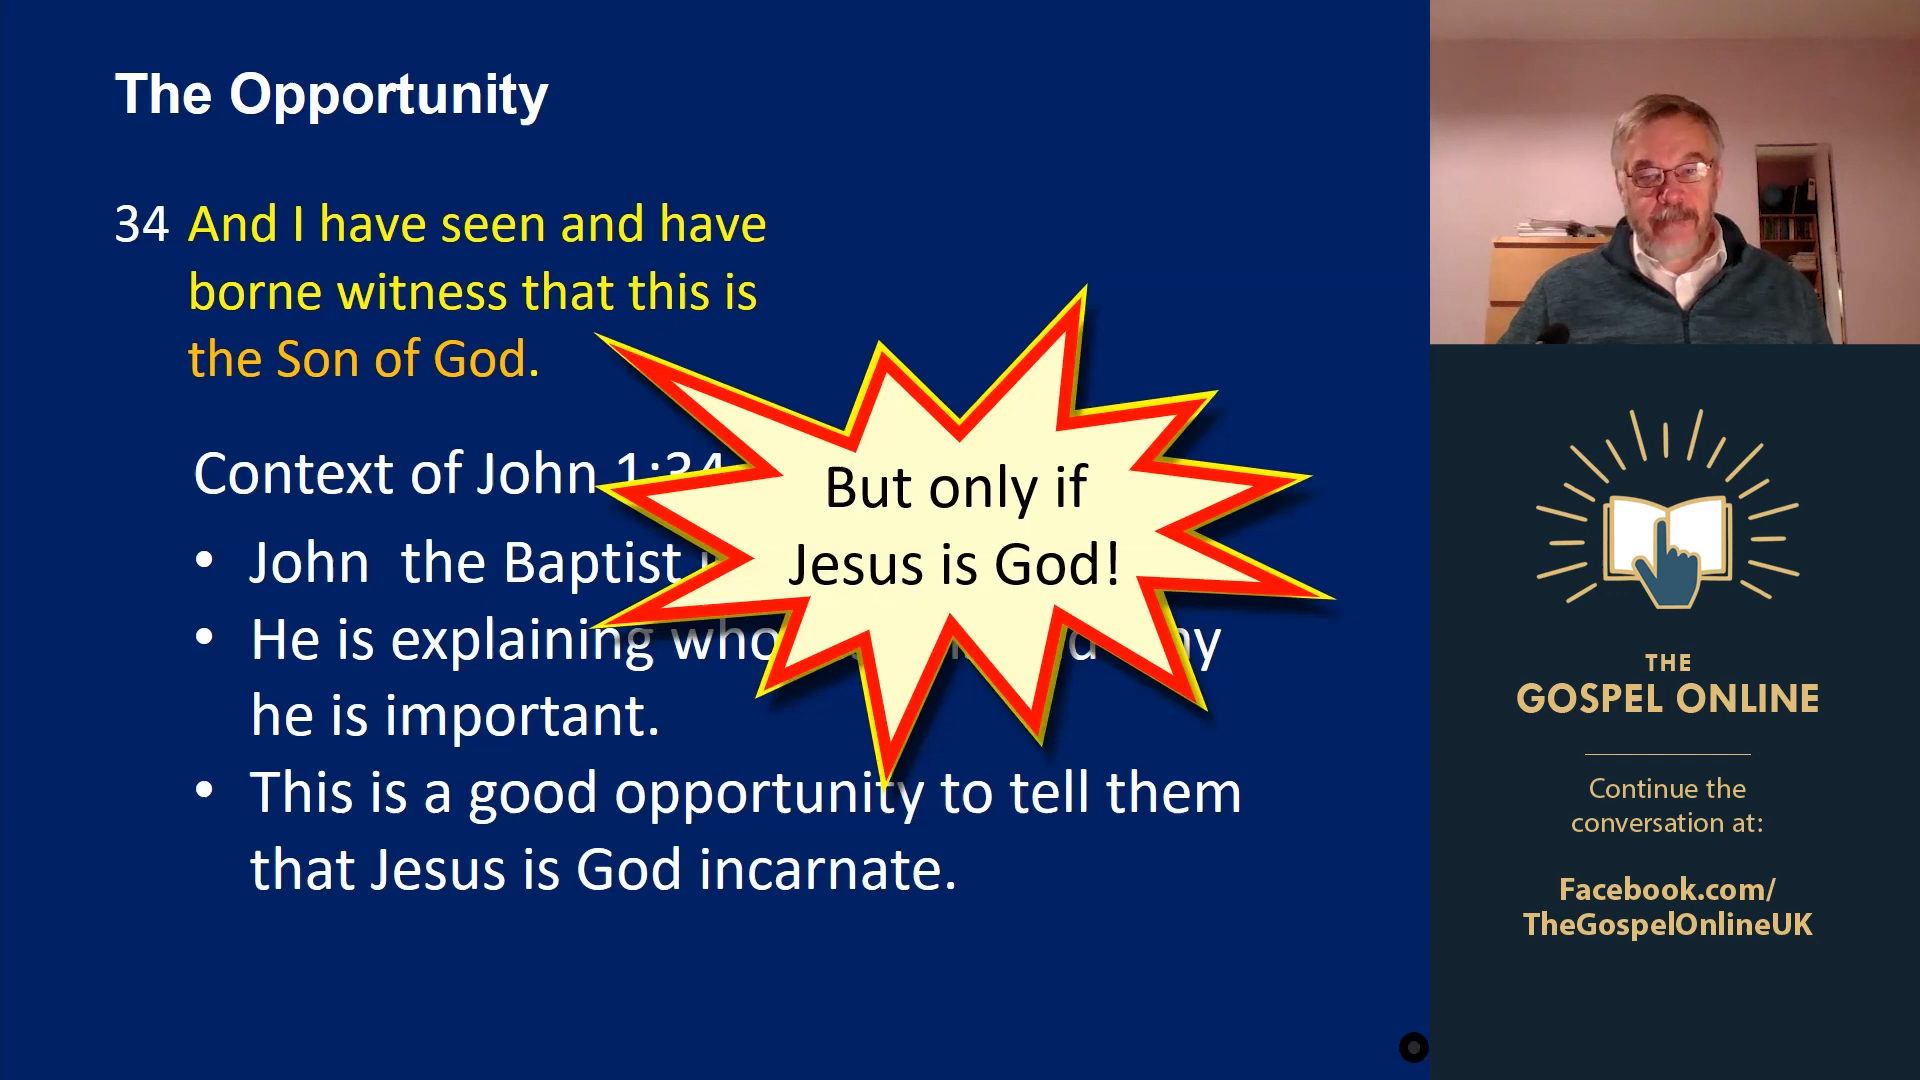 The Opportunity
34 And I have seen and have
borne witness that this is
the Son of God.
Context of John 1:34
• John  the Baptist
• He is explaining who
he is important.
• This is a good opportunity to tell them
that Jesus is God incarnate.
But only if
Jesus is God!
THE
GOSPEL ONLINE
Continue the
conversation at:
Facebook.com/
TheGospelOnlineUK